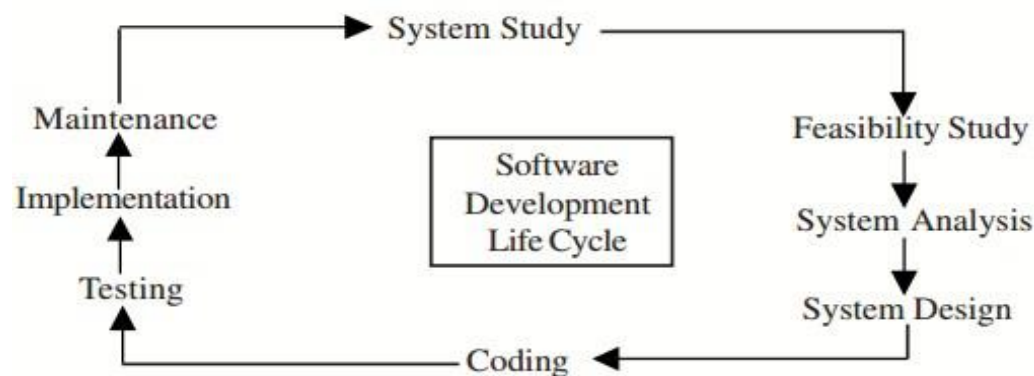 System Study
Maintenance
Feasibility Study
Software
Development
Life Cycle
Implementation
System Analysis
Testing
System Design
Coding